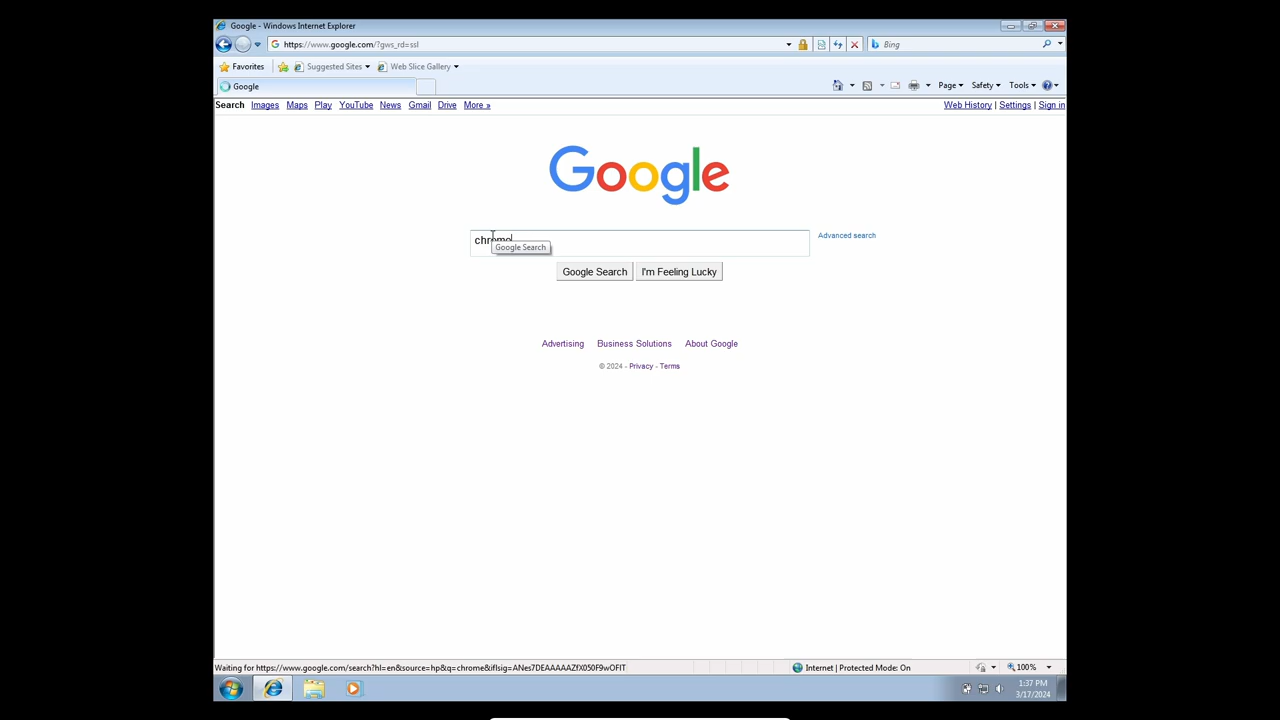 Google - Windows Internet Explorer
https://www.google.com/?gws_rd=ssl
Bing
Favorites
Suggested Sites
Web Slice Gallery
Google
Page
Safety
Tools
Search Images Maps Play YouTube News Gmail Drive More »
Web History | Settings | Sign in
Google
chrome
Google Search
Advanced search
Google Search
I'm Feeling Lucky
Advertising Business Solutions About Google
© 2024 - Privacy - Terms
Waiting for https://www.google.com/search?hl=en&source=hp&q=chrome&iflsig=ANes7DEAAAAAZfX050F9wOFIT
Internet | Protected Mode: On
100%
1:37 PM
3/17/2024